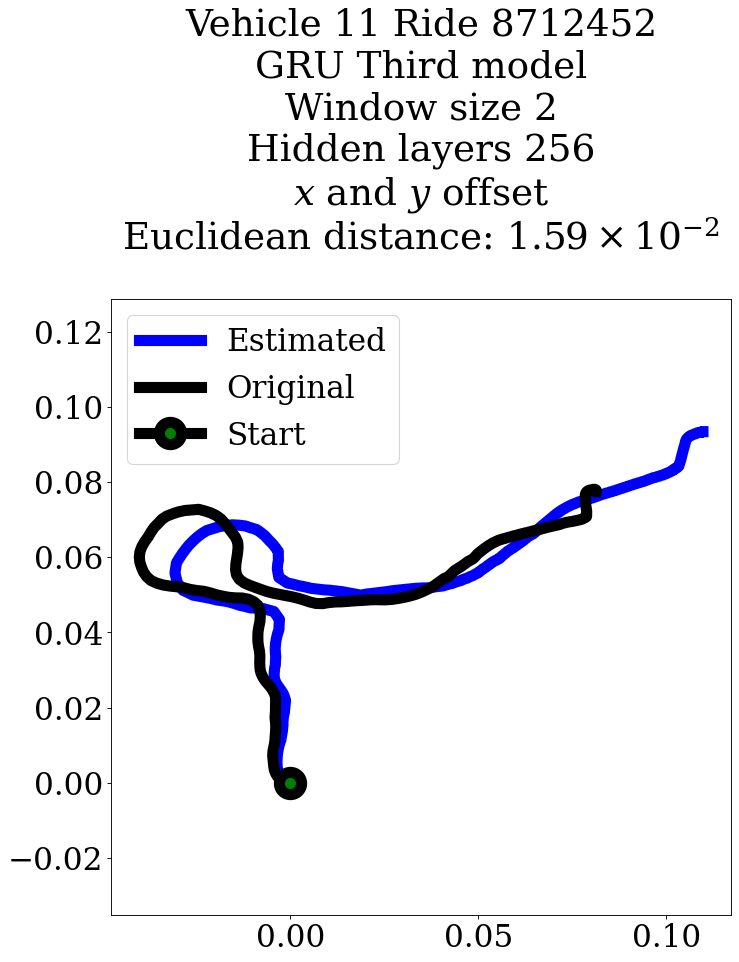 Vehicle 11 Ride 8712452
GRU Third model
Window size 2
Hidden layers 256
x and y offset
Euclidean distance: 1.59 × 10⁻²
Estimated
Original
Start
0.12
0.10
0.08
0.06
0.04
0.02
0.00
−0.02
0.00 0.05 0.10